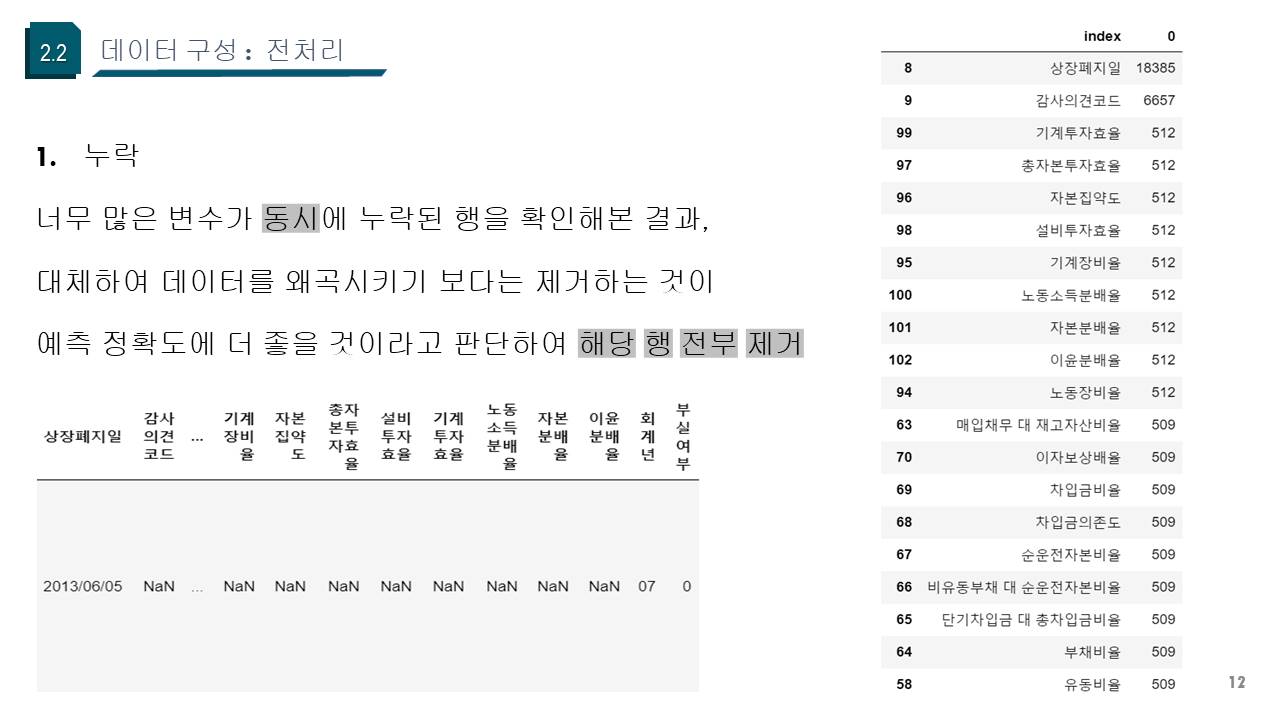 2.2 데이터 구성 : 전처리
1. 누락
너무 많은 변수가 동시에 누락된 행을 확인해본 결과,
대체하여 데이터를 왜곡시키기 보다는 제거하는 것이
예측 정확도에 더 좋을 것이라고 판단하여 해당 행 전부 제거
상장폐지일 감사의견코드 ... 기계장비율 자본집약도 총자본투자효율 설비투자효율 기계투자효율 노동소득분배율 자본분배율 이윤분배율 회계년 부실여부
2013/06/05 NaN ... NaN NaN NaN NaN NaN NaN NaN NaN 07 0
index 0
8 상장폐지일 18385
9 감사의견코드 6657
99 기계투자효율 512
97 총자본투자효율 512
96 자본집약도 512
98 설비투자효율 512
95 기계장비율 512
100 노동소득분배율 512
101 자본분배율 512
102 이윤분배율 512
94 노동장비율 512
63 매입채무 대 재고자산비율 509
70 이자보상배율 509
69 차입금비율 509
68 차입금의존도 509
67 순운전자본비율 509
66 비유동부채 대 순운전자본비율 509
65 단기차입금 대 총차입금비율 509
64 부채비율 509
58 유동비율 509
12